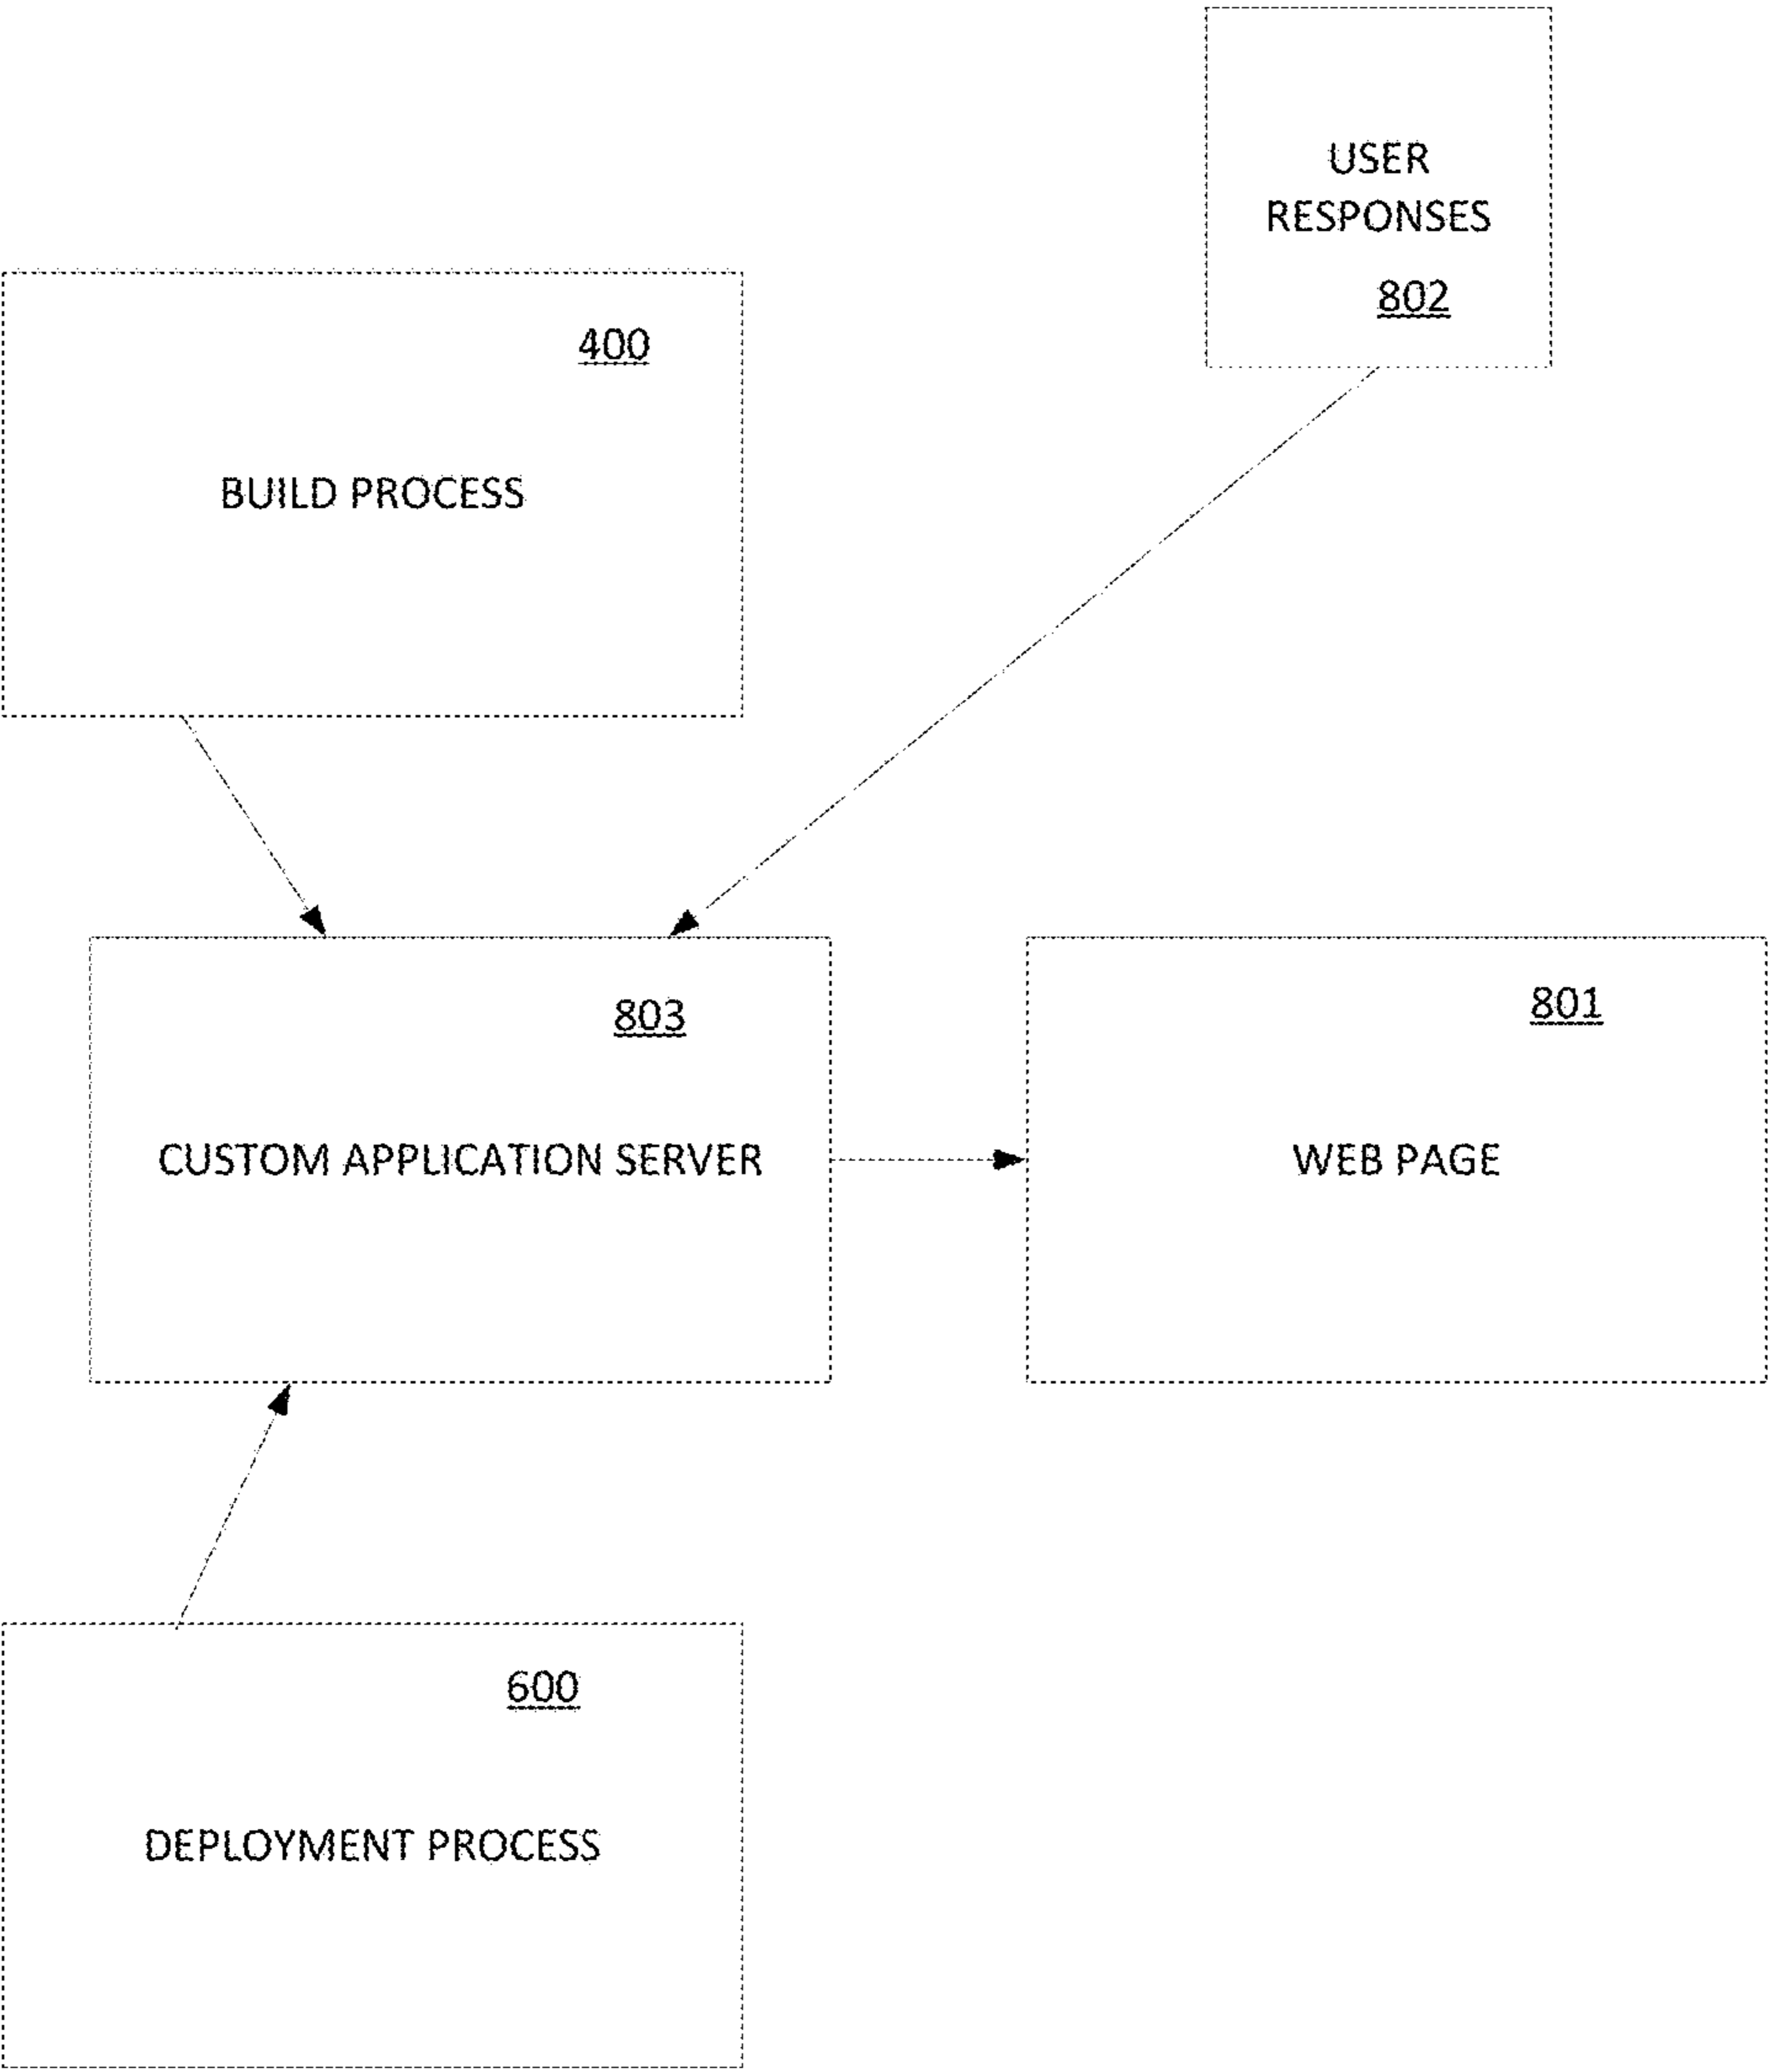 USER
RESPONSES
802
400
BUILD PROCESS
803
CUSTOM APPLICATION SERVER
801
WEB PAGE
600
DEPLOYMENT PROCESS